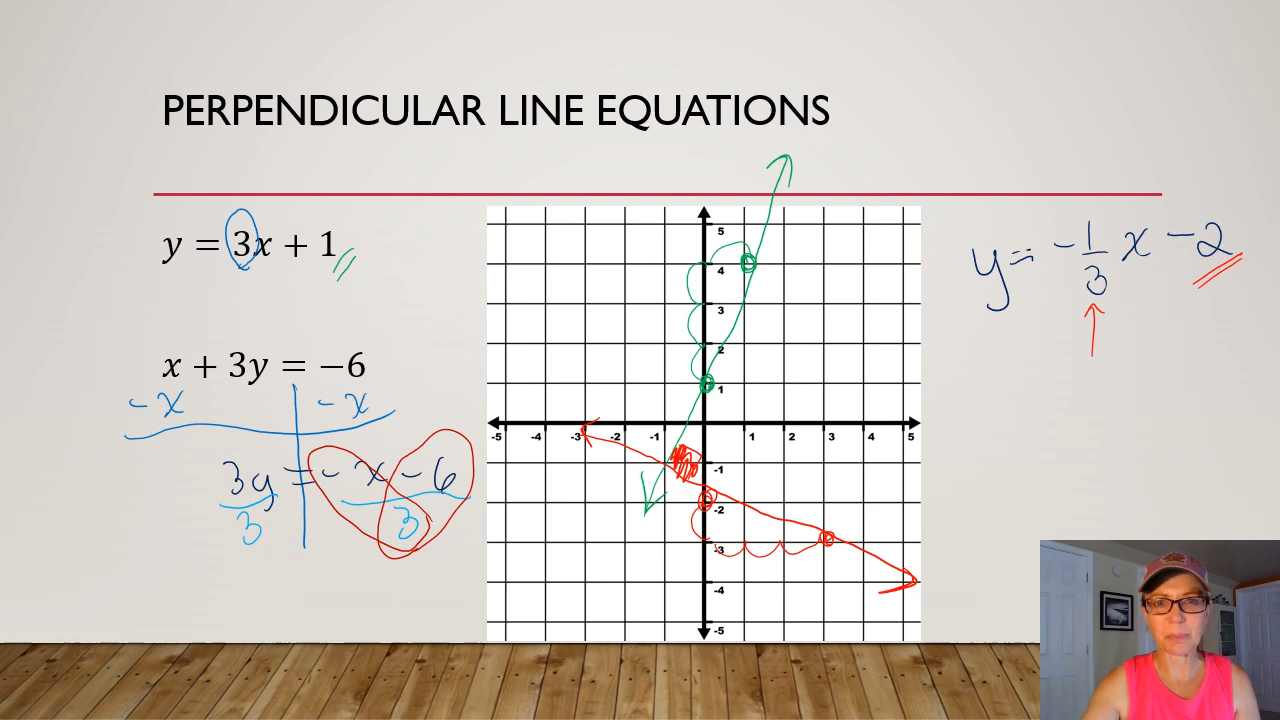 PERPENDICULAR LINE EQUATIONS
y = 3x + 1
x + 3y = −6
-x -x
3y = -x -6
3 3
y = -1/3 x -2
5
4
3
2
1
-5 -4 -3 -2 -1 1 2 3 4 5
-1
-2
-3
-4
-5